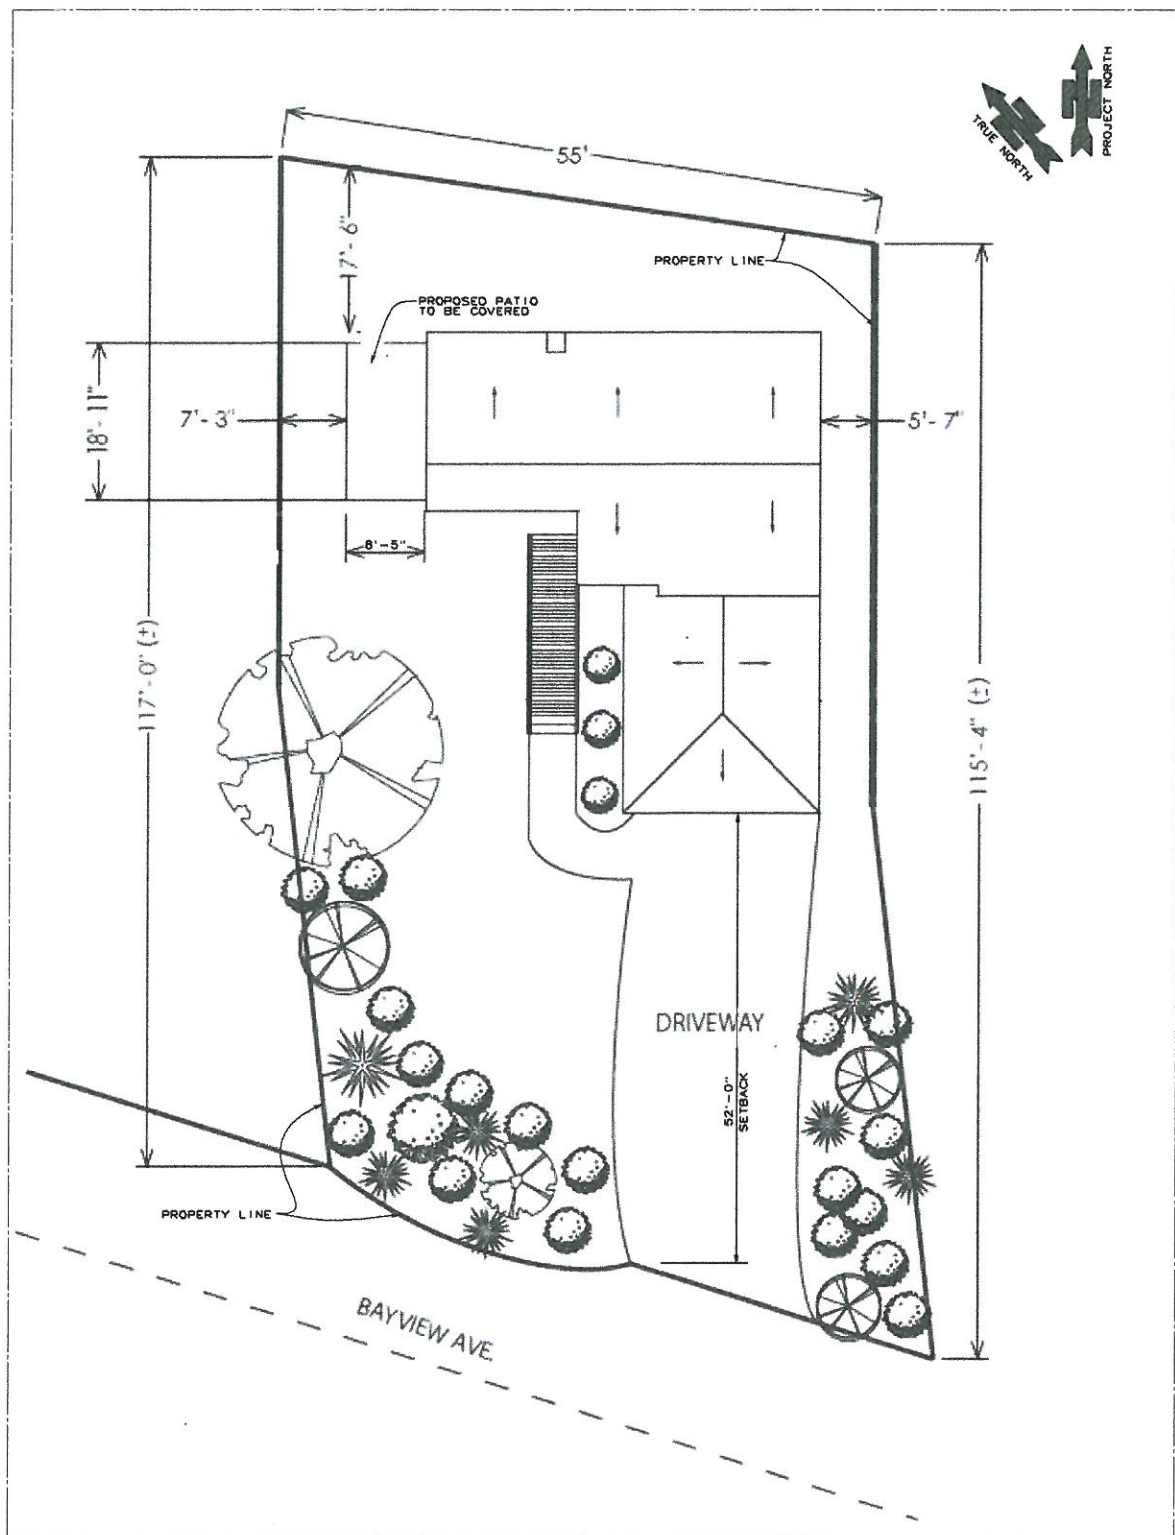 PROJECT NORTH
TRUE NORTH
55'
17'-6"
PROPERTY LINE
PROPOSED PATIO
TO BE COVERED
18'-11"
7'-3"
5'-7"
8'-5"
117'-0" (±)
115'-4" (±)
DRIVEWAY
52'-0"
SETBACK
PROPERTY LINE
BAYVIEW AVE.